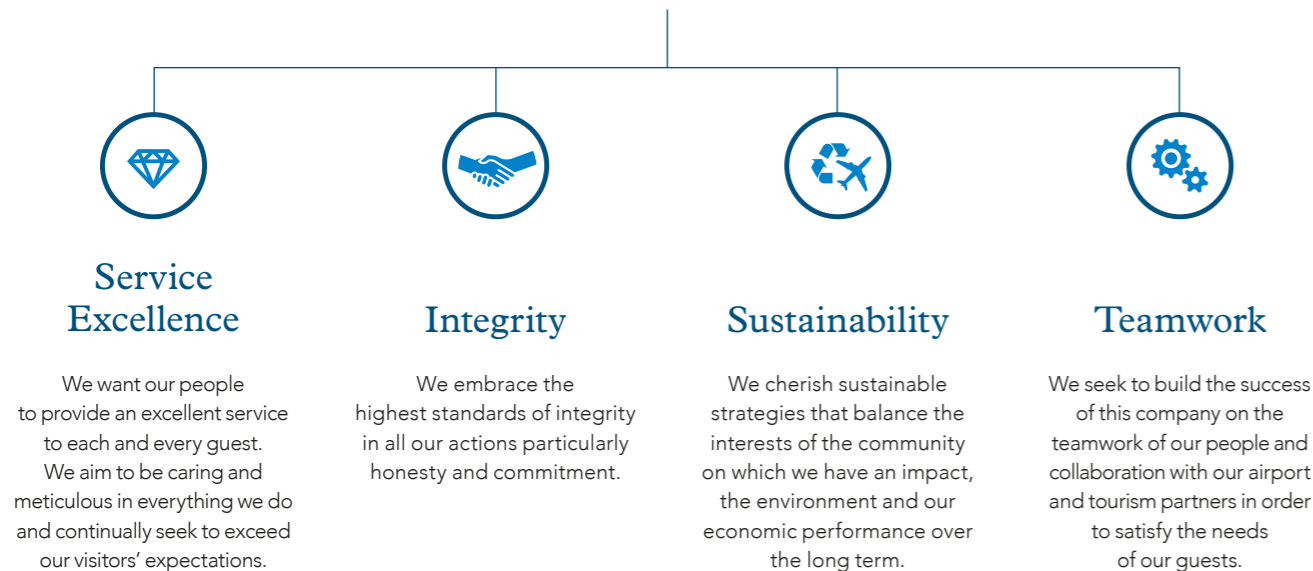 Service
Excellence
We want our people
to provide an excellent service
to each and every guest.
We aim to be caring and
meticulous in everything we do
and continually seek to exceed
our visitors’ expectations.
Integrity
We embrace the
highest standards of integrity
in all our actions particularly
honesty and commitment.
Sustainability
We cherish sustainable
strategies that balance the
interests of the community
on which we have an impact,
the environment and our
economic performance over
the long term.
Teamwork
We seek to build the success
of this company on the
teamwork of our people and
collaboration with our airport
and tourism partners in order
to satisfy the needs
of our guests.